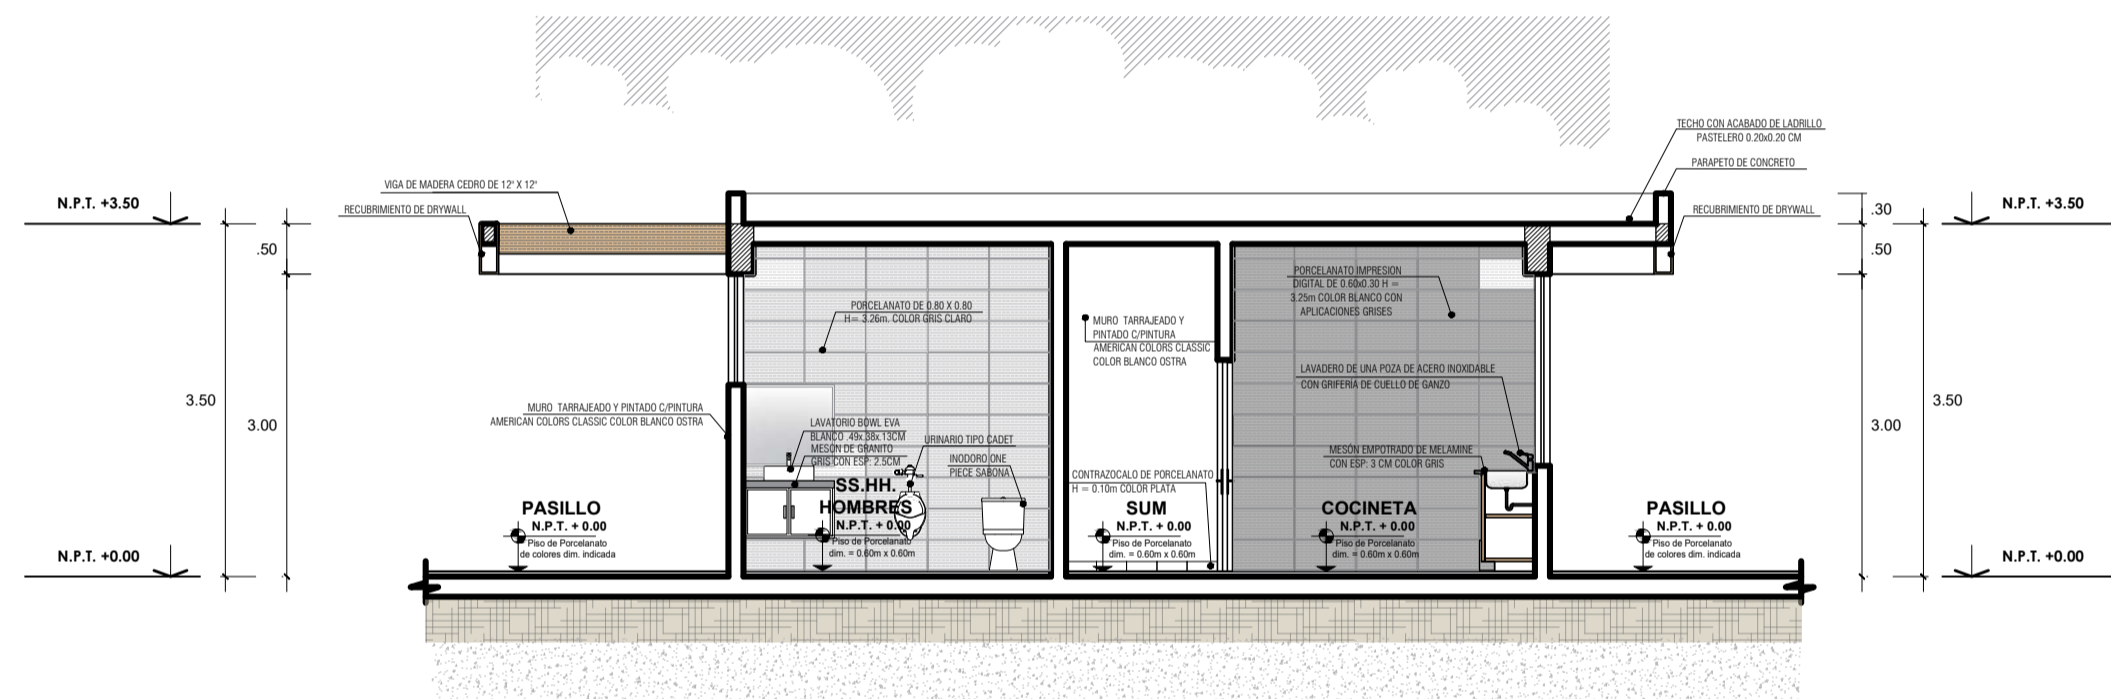 TECHO CON ACABADO DE LADRILLO
PASTELERO 0.20x0.20 CM
PARAPETO DE CONCRETO
VIGA DE MADERA CEDRO DE 12" X 12"
RECUBRIMIENTO DE DRYWALL
RECUBRIMIENTO DE DRYWALL
N.P.T. +3.50
.30
N.P.T. +3.50
.50
.50
PORCELANATO IMPRESION
DIGITAL DE 0.60x0.30 H =
3.25m COLOR BLANCO CON
APLICACIONES GRISES
PORCELANATO DE 0.80 X 0.80
H= 3.26m. COLOR GRIS CLARO
MURO TARRAJEADO Y
PINTADO C/PINTURA
AMERICAN COLORS CLASSIC
COLOR BLANCO OSTRA
LAVADERO DE UNA POZA DE ACERO INOXIDABLE
CON GRIFERÍA DE CUELLO DE GANZO
3.50
3.00
3.00
3.50
MURO TARRAJEADO Y PINTADO C/PINTURA
AMERICAN COLORS CLASSIC COLOR BLANCO OSTRA
LAVATORIO BOWL EVA
BLANCO .49x.38x.13CM
MESÓN DE GRANITO
GRIS CON ESP: 2.5CM
URINARIO TIPO CADET
INODORO ONE
PIECE SABONA
MESÓN EMPOTRADO DE MELAMINE
CON ESP: 3 CM COLOR GRIS
CONTRAZOCALO DE PORCELANATO
H = 0.10m COLOR PLATA
PASILLO
N.P.T. + 0.00
Piso de Porcelanato
de colores dim. indicada
SS.HH.
HOMBRES
N.P.T. + 0.00
Piso de Porcelanato
dim. = 0.60m x 0.60m
SUM
N.P.T. + 0.00
Piso de Porcelanato
dim. = 0.60m x 0.60m
COCINETA
N.P.T. + 0.00
Piso de Porcelanato
dim. = 0.60m x 0.60m
PASILLO
N.P.T. + 0.00
Piso de Porcelanato
de colores dim. indicada
N.P.T. +0.00
N.P.T. +0.00